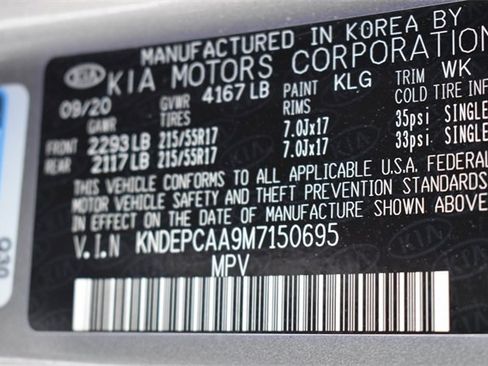 MANUFACTURED IN KOREA BY
KIA KIA MOTORS CORPORATION
09/20 GVWR 4167 LB PAINT KLG TRIM WK
GAWR TIRES RIMS COLD TIRE INF
FRONT 2293 LB 215/55R17 7.0Jx17 35psi SINGLE
REAR 2117 LB 215/55R17 7.0Jx17 33psi SINGLE
THIS VEHICLE CONFORMS TO ALL APPLICABLE U.S.A. FEDERAL
MOTOR VEHICLE SAFETY AND THEFT PREVENTION STANDARDS
IN EFFECT ON THE DATE OF MANUFACTURE SHOWN ABOVE
V.I.N KNDEPCAA9M7150695
MPV